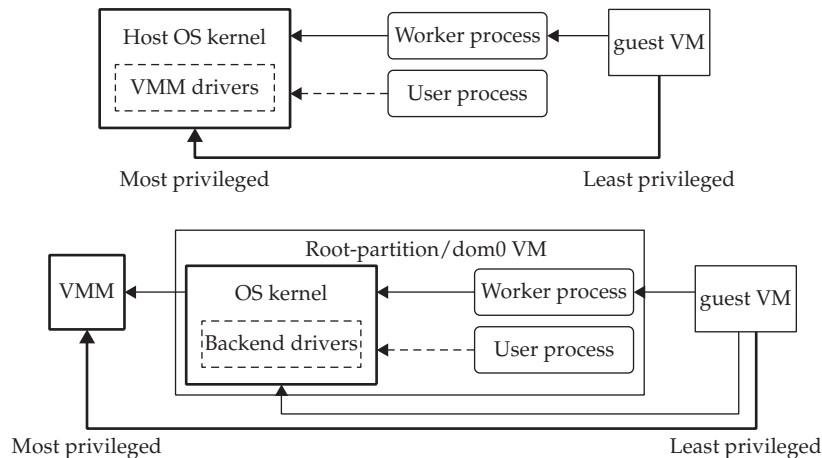 Host OS kernel
VMM drivers
Worker process
User process
guest VM
Most privileged
Least privileged
Root-partition/dom0 VM
VMM
OS kernel
Backend drivers
Worker process
User process
guest VM
Most privileged
Least privileged